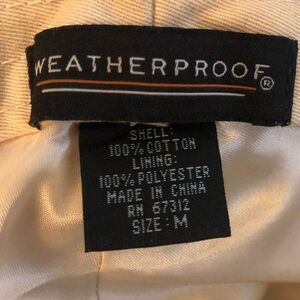 WEATHERPROOF®
SHELL:
100% COTTON
LINING:
100% POLYESTER
MADE IN CHINA
RN 67312
SIZE: M